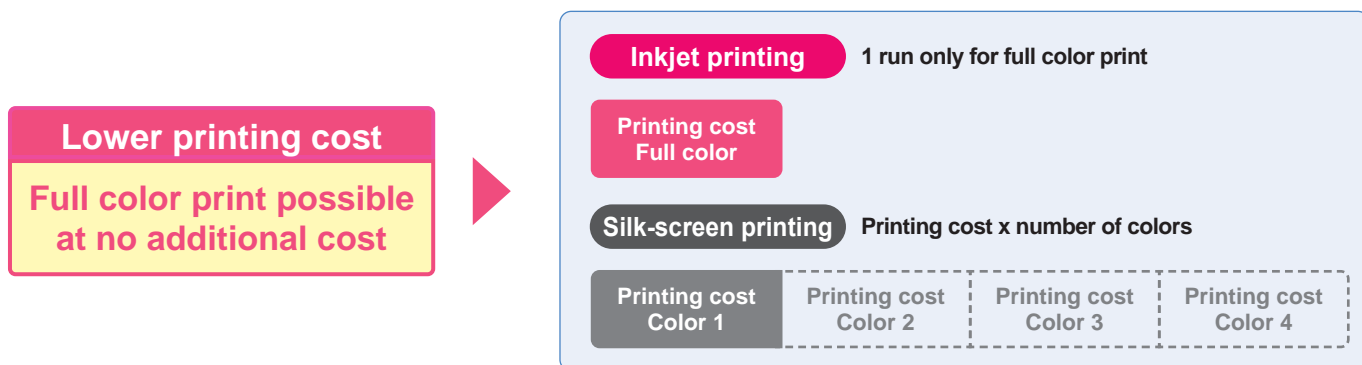 Lower printing cost
Full color print possible
at no additional cost
Inkjet printing
1 run only for full color print
Printing cost
Full color
Silk-screen printing
Printing cost x number of colors
Printing cost
Color 1
Printing cost
Color 2
Printing cost
Color 3
Printing cost
Color 4